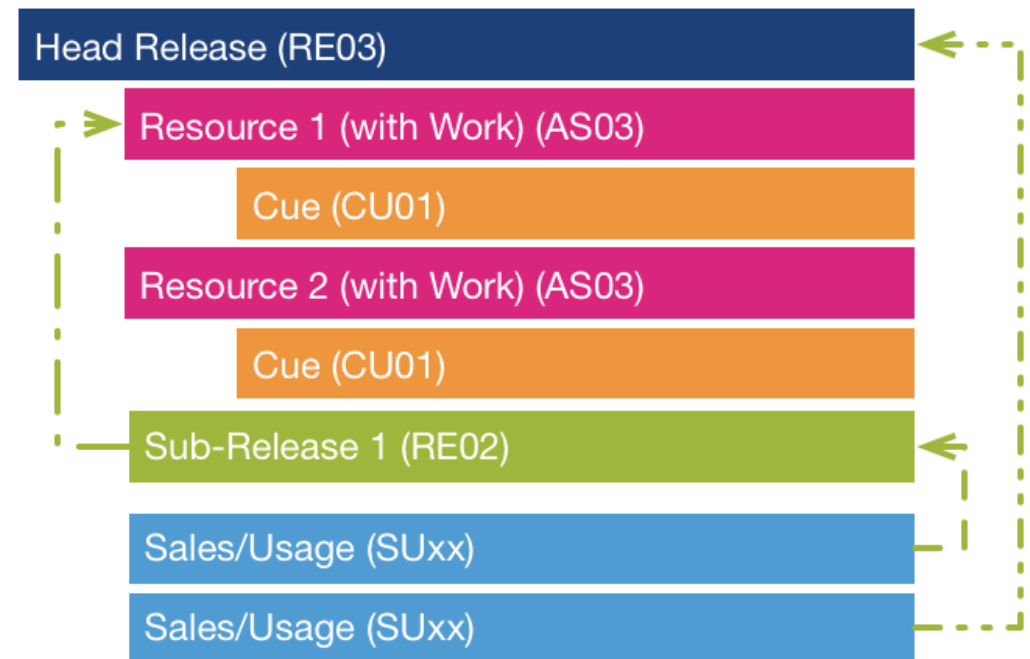 Head Release (RE03)
Resource 1 (with Work) (AS03)
Cue (CU01)
Resource 2 (with Work) (AS03)
Cue (CU01)
Sub-Release 1 (RE02)
Sales/Usage (SUxx)
Sales/Usage (SUxx)